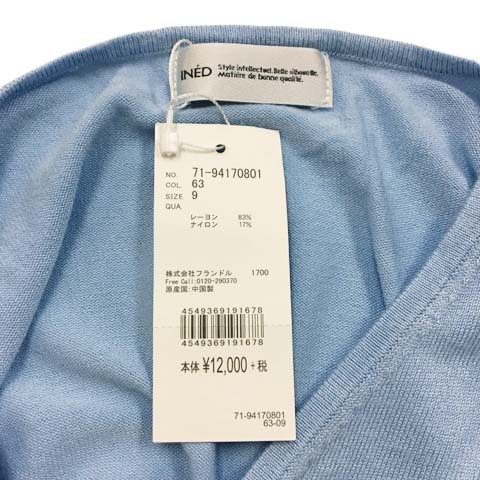 INÉD
Style intellectuel. Belle silhouette.
Matiere de bonne qualité.
NO. 71-94170801
COL. 63
SIZE 9
QUA.
レーヨン 83%
ナイロン 17%
株式会社フランドル 1700
Free Call:0120-290370
原産国:中国製
4549369191678
4549369191678
本体 ¥12,000 +税
71-94170801
63-09